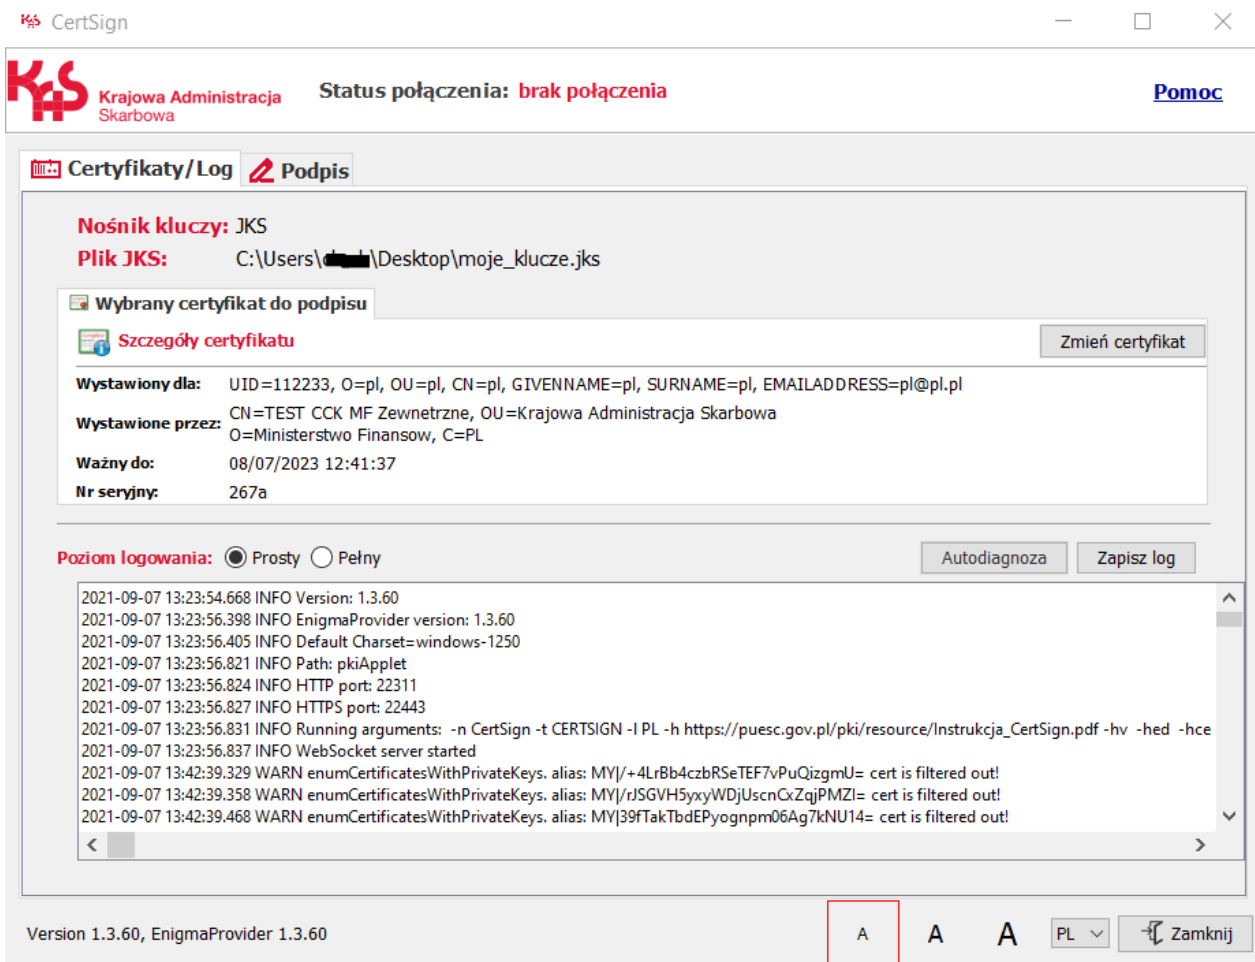 KAS CertSign
KAS Krajowa Administracja
Skarbowa
Status połączenia: brak połączenia
Pomoc
Certyfikaty/Log
Podpis
Nośnik kluczy: JKS
Plik JKS: C:\Users\ \Desktop\moje_klucze.jks
Wybrany certyfikat do podpisu
Szczegóły certyfikatu
Zmień certyfikat
Wystawiony dla: UID=112233, O=pl, OU=pl, CN=pl, GIVENNAME=pl, SURNAME=pl, EMAILADDRESS=pl@pl.pl
Wystawione przez: CN=TEST CCK MF Zewnetrzne, OU=Krajowa Administracja Skarbowa
O=Ministerstwo Finansow, C=PL
Ważny do: 08/07/2023 12:41:37
Nr seryjny: 267a
Poziom logowania: Prosty Pełny
Autodiagnoza
Zapisz log
2021-09-07 13:23:54.668 INFO Version: 1.3.60
2021-09-07 13:23:56.398 INFO EnigmaProvider version: 1.3.60
2021-09-07 13:23:56.405 INFO Default Charset=windows-1250
2021-09-07 13:23:56.821 INFO Path: pkiApplet
2021-09-07 13:23:56.824 INFO HTTP port: 22311
2021-09-07 13:23:56.827 INFO HTTPS port: 22443
2021-09-07 13:23:56.831 INFO Running arguments: -n CertSign -t CERTSIGN -l PL -h https://puesc.gov.pl/pki/resource/Instrukcja_CertSign.pdf -hv -hed -hce
2021-09-07 13:23:56.837 INFO WebSocket server started
2021-09-07 13:42:39.329 WARN enumCertificatesWithPrivateKeys. alias: MY|/+4LrBb4czbRSeTEF7vPuQizgmU= cert is filtered out!
2021-09-07 13:42:39.358 WARN enumCertificatesWithPrivateKeys. alias: MY|/rJSGVH5yxyWDjUscnCxZqjPMZI= cert is filtered out!
2021-09-07 13:42:39.468 WARN enumCertificatesWithPrivateKeys. alias: MY|39fTakTbdEPyognpm06Ag7kNU14= cert is filtered out!
Version 1.3.60, EnigmaProvider 1.3.60
A
A
A
PL
Zamknij